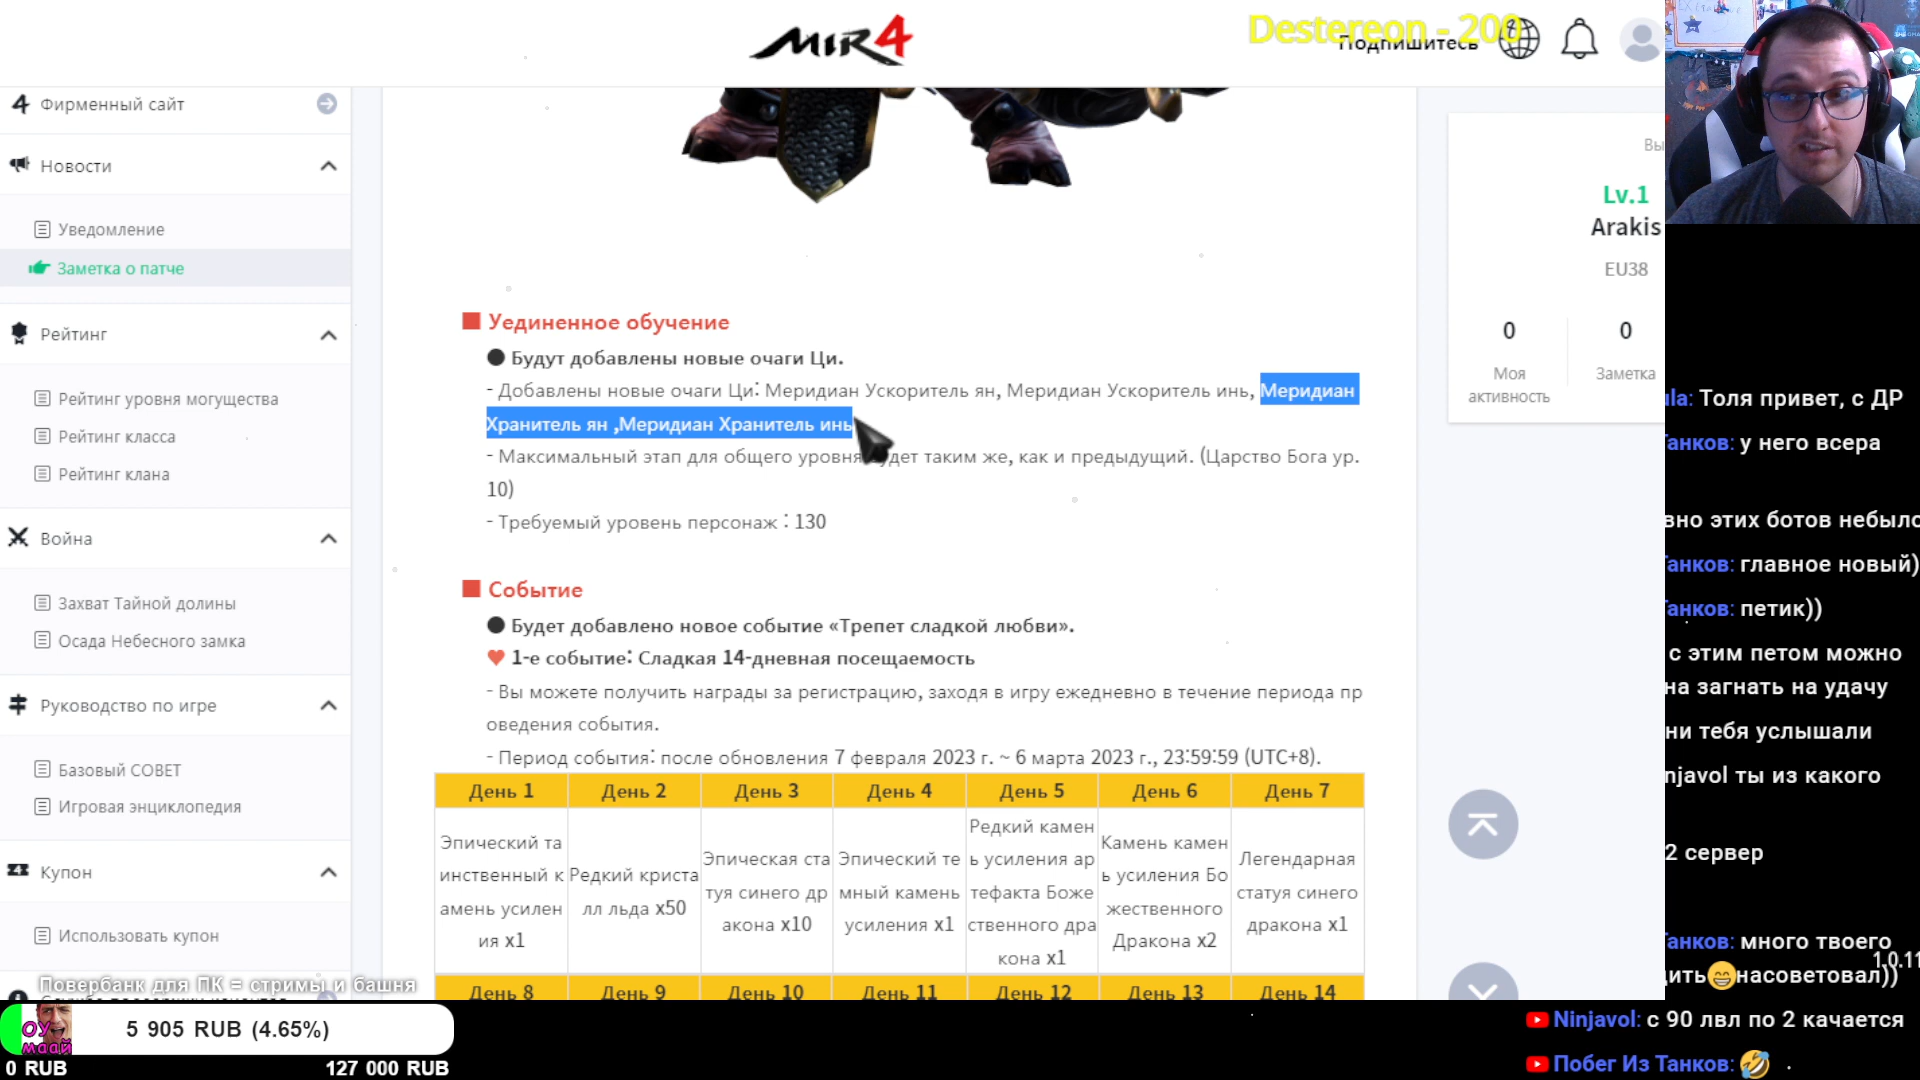 MIR4
Destereon - 200
Подпишитесь
Фирменный сайт
Новости
Уведомление
Заметка о патче
Рейтинг
Рейтинг уровня могущества
Рейтинг класса
Рейтинг клана
Война
Захват Тайной долины
Осада Небесного замка
Руководство по игре
Базовый СОВЕТ
Игровая энциклопедия
Купон
Использовать купон
Повербанк для ПК = стримы и башня
ОУ
мааай
5 905 RUB (4.65%)
0 RUB
127 000 RUB
Уединенное обучение
Будут добавлены новые очаги Ци.
- Добавлены новые очаги Ци: Меридиан Ускоритель ян, Меридиан Ускоритель инь, Меридиан
Хранитель ян ,Меридиан Хранитель инь
- Максимальный этап для общего уровня будет таким же, как и предыдущий. (Царство Бога ур.
10)
- Требуемый уровень персонаж : 130
Событие
Будет добавлено новое событие «Трепет сладкой любви».
♥ 1-е событие: Сладкая 14-дневная посещаемость
- Вы можете получить награды за регистрацию, заходя в игру ежедневно в течение периода пр
оведения события.
- Период события: после обновления 7 февраля 2023 г. ~ 6 марта 2023 г., 23:59:59 (UTC+8).
День 1 День 2 День 3 День 4 День 5 День 6 День 7
Эпический та
инственный к
амень усилен
ия x1
Редкий криста
лл льда x50
Эпическая ста
туя синего др
акона x10
Эпический те
мный камень
усиления x1
Редкий камен
ь усиления ар
тефакта Боже
ственного дра
кона x1
Камень камен
ь усиления Бо
жественного
Дракона x2
Легендарная
статуя синего
дракона x1
День 8 День 9 День 10 День 11 День 12 День 13 День 14
Вы
Lv.1
Arakis
EU38
0
Моя
активность
0
Заметка
ula: Толя привет, с ДР
Танков: у него всера
вно этих ботов небыло
Танков: главное новый)
Танков: петик))
с этим петом можно
на загнать на удачу
ни тебя услышали
njavol ты из какого
2 сервер
Танков: много твоего
дить😁насоветовал))
1.0.11
Ninjavol: с 90 лвл по 2 качается
Побег Из Танков: 🤣